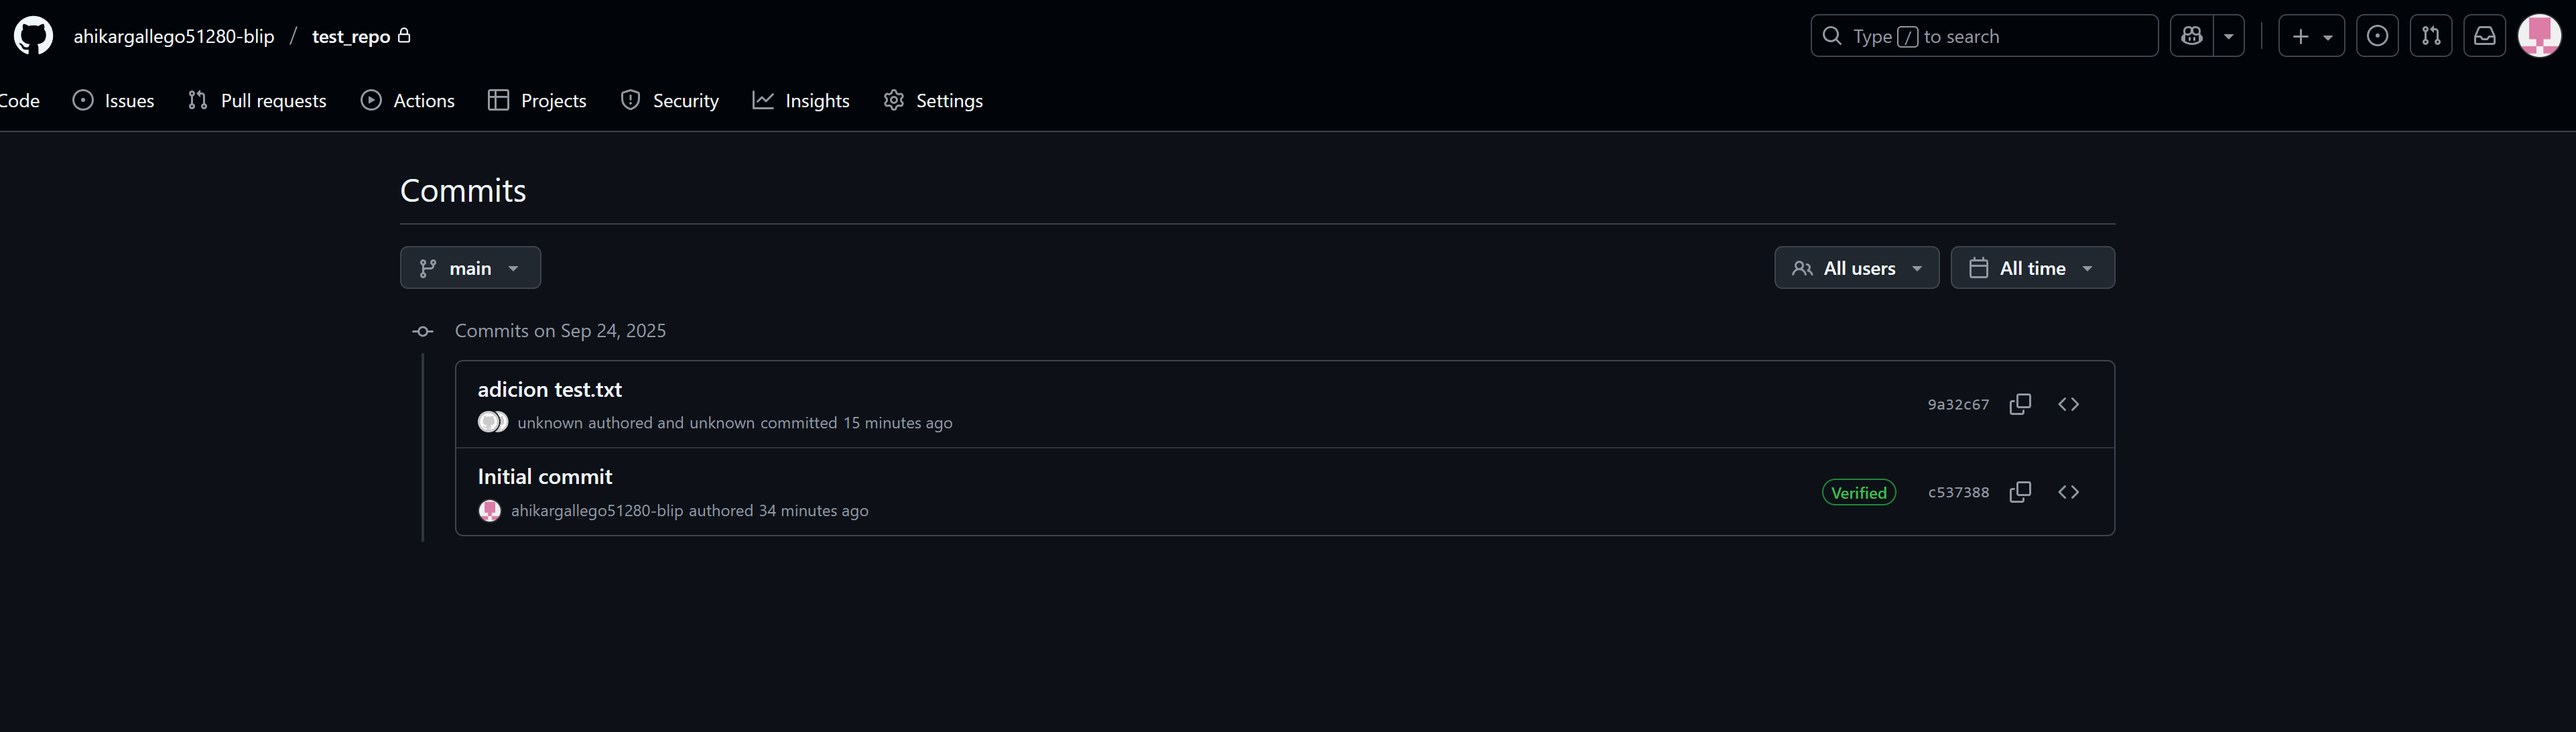 ahikargallego51280-blip / test_repo
Type / to search
Code Issues Pull requests Actions Projects Security Insights Settings
Commits
main
All users All time
Commits on Sep 24, 2025
adicion test.txt
9a32c67
unknown authored and unknown committed 15 minutes ago
Initial commit
Verified c537388
ahikargallego51280-blip authored 34 minutes ago